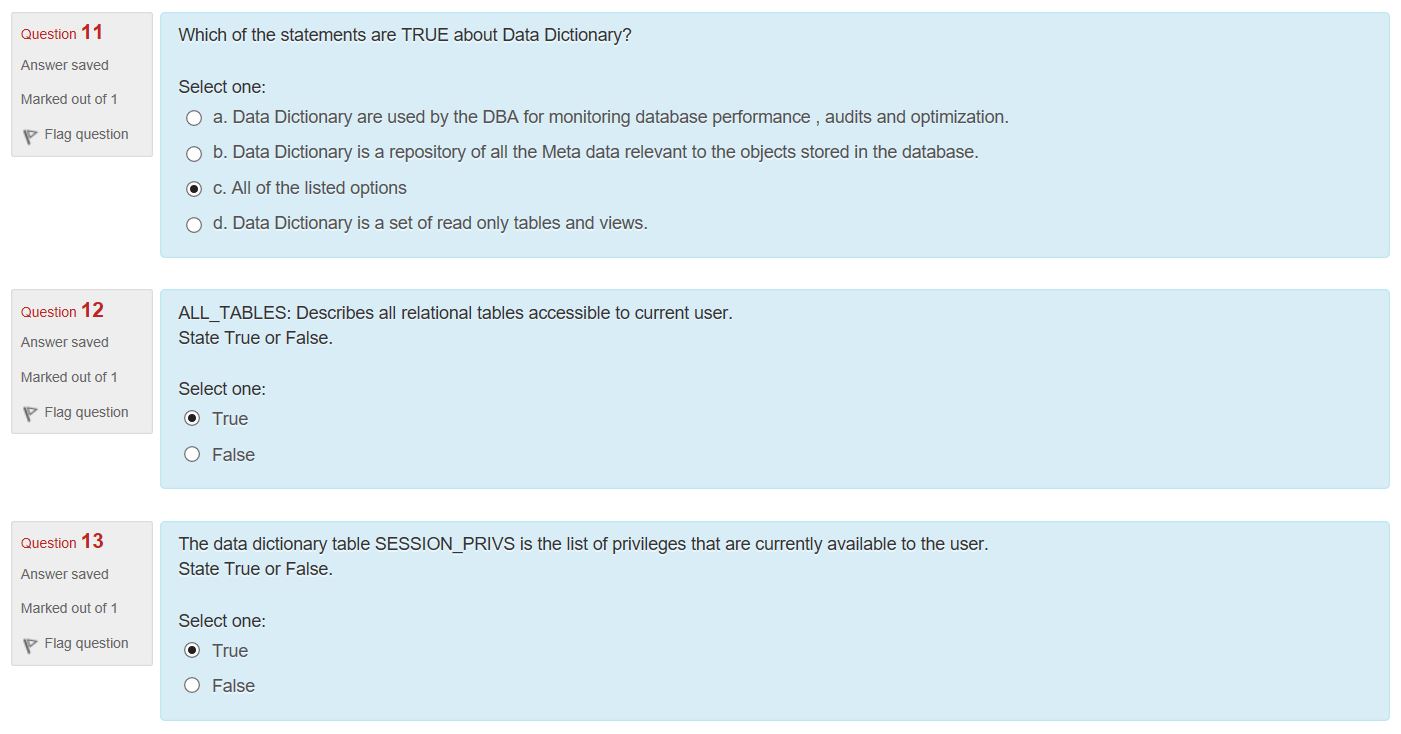 Question 11
Answer saved
Marked out of 1
Flag question
Which of the statements are TRUE about Data Dictionary?
Select one:
a. Data Dictionary are used by the DBA for monitoring database performance , audits and optimization.
b. Data Dictionary is a repository of all the Meta data relevant to the objects stored in the database.
c. All of the listed options
d. Data Dictionary is a set of read only tables and views.
Question 12
Answer saved
Marked out of 1
Flag question
ALL_TABLES: Describes all relational tables accessible to current user.
State True or False.
Select one:
True
False
Question 13
Answer saved
Marked out of 1
Flag question
The data dictionary table SESSION_PRIVS is the list of privileges that are currently available to the user.
State True or False.
Select one:
True
False